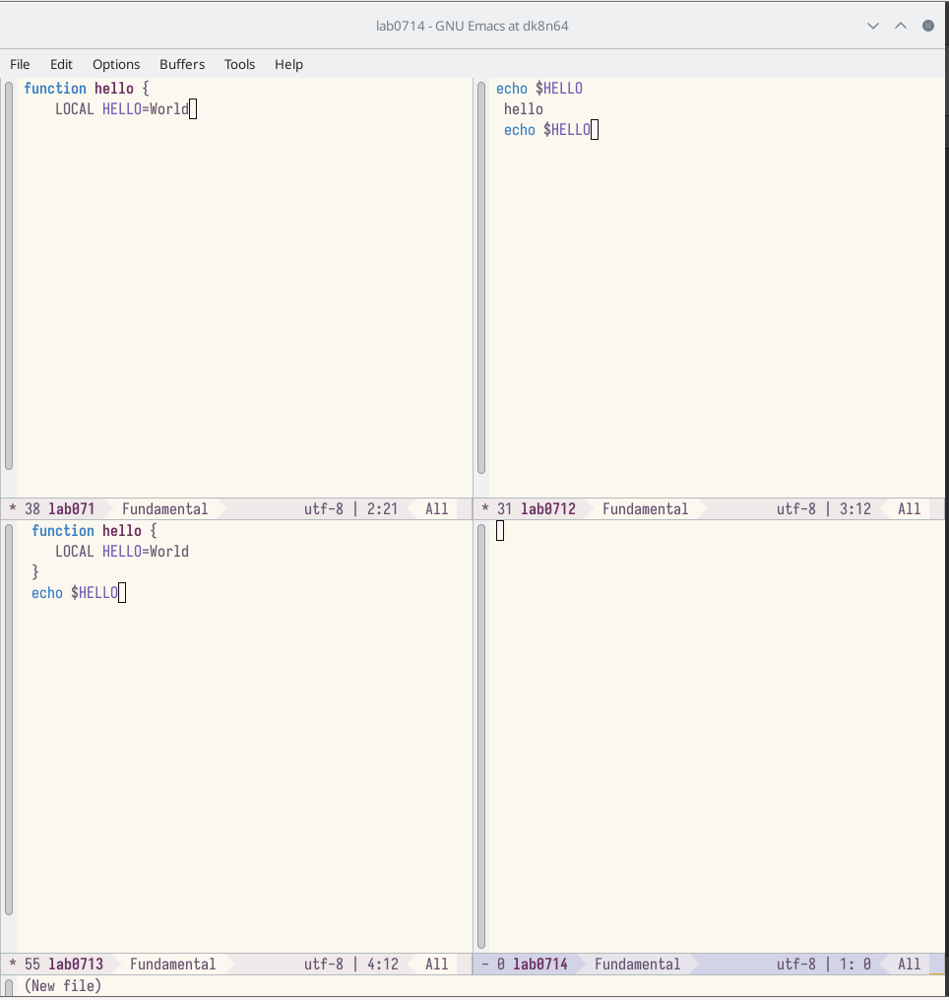 lab0714 - GNU Emacs at dk8n64
File Edit Options Buffers Tools Help
function hello {
    LOCAL HELLO=World
* 38 lab071 Fundamental utf-8 | 2:21 All
echo $HELLO
 hello
 echo $HELLO
* 31 lab0712 Fundamental utf-8 | 3:12 All
 function hello {
    LOCAL HELLO=World
 }
 echo $HELLO
* 55 lab0713 Fundamental utf-8 | 4:12 All
- 0 lab0714 Fundamental utf-8 | 1: 0 All
(New file)